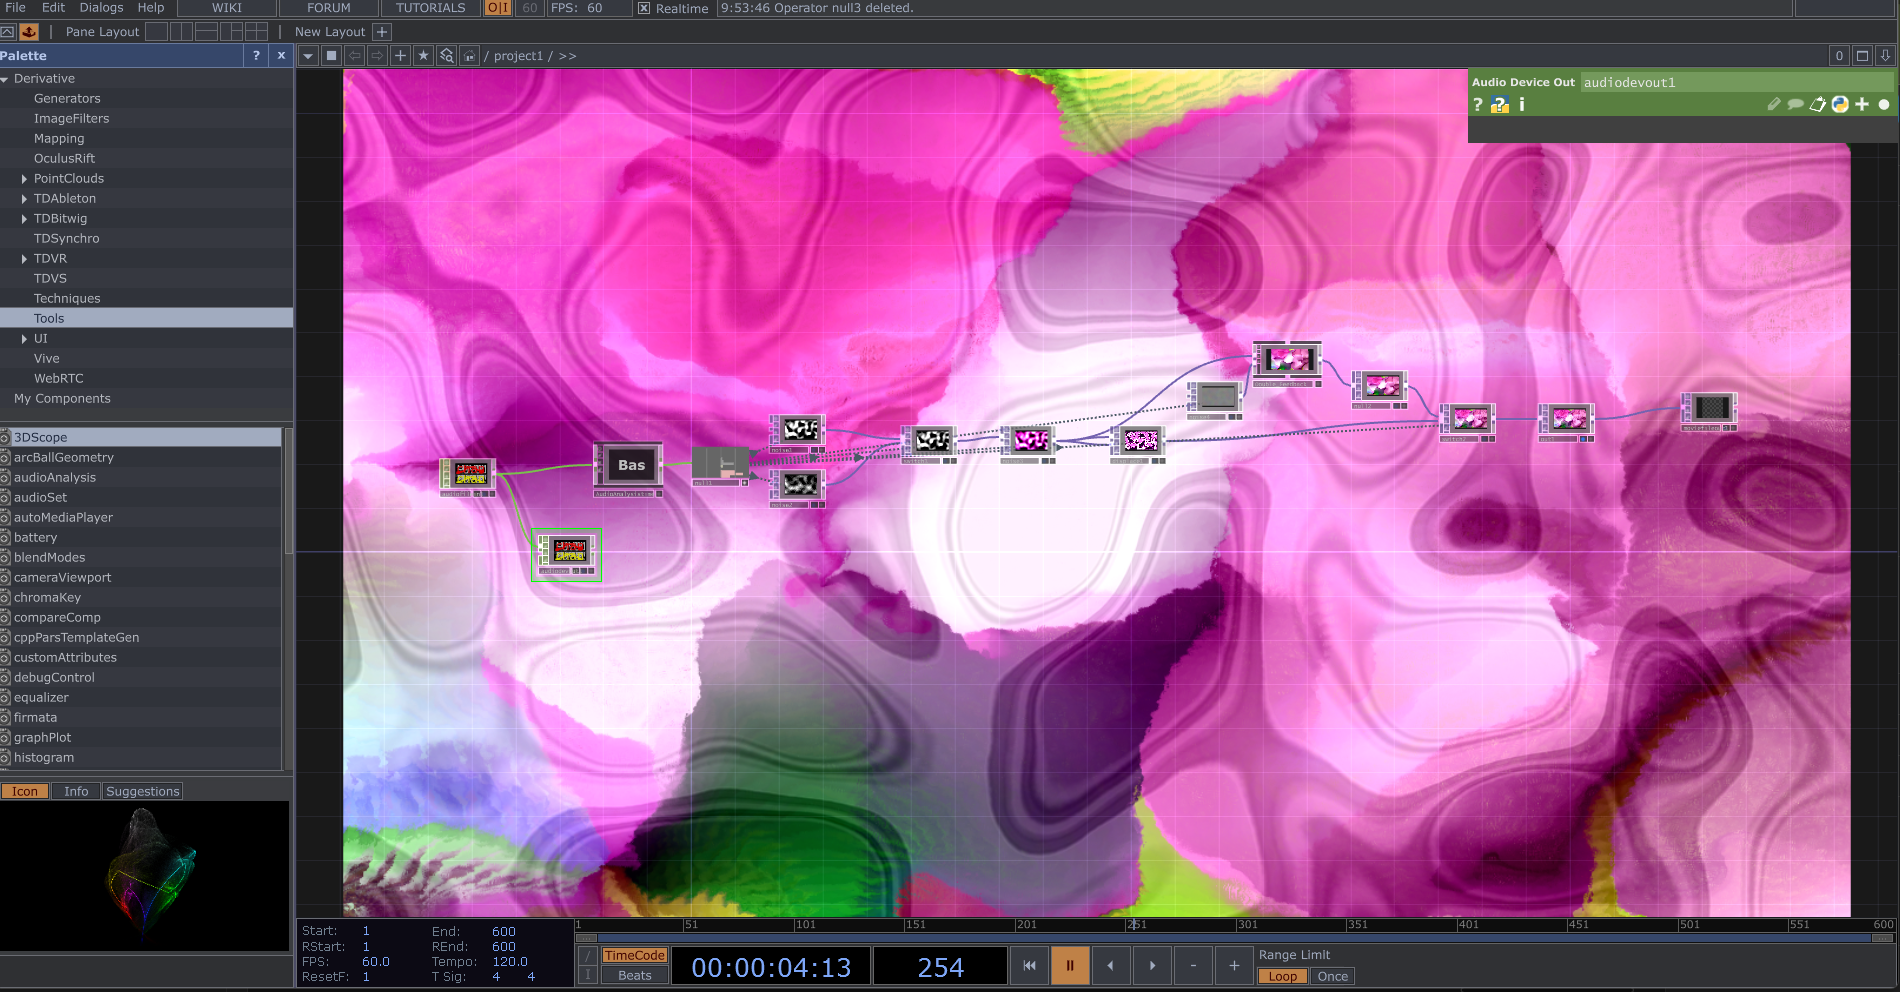 File Edit Dialogs Help WIKI FORUM TUTORIALS O|I 60 FPS: 60 Realtime 9:53:46 Operator null3 deleted.
Pane Layout New Layout +
Palette ? x / project1 / >> 0
Audio Device Out audiodevout1
? ? i
Derivative
Generators
ImageFilters
Mapping
OculusRift
PointClouds
TDAbleton
TDBitwig
TDSynchro
TDVR
TDVS
Techniques
Tools
UI
Vive
WebRTC
My Components
3DScope
arcBallGeometry
audioAnalysis
audioSet
autoMediaPlayer
battery
blendModes
cameraViewport
chromaKey
compareComp
cppParsTemplateGen
customAttributes
debugControl
equalizer
firmata
graphPlot
histogram
Icon Info Suggestions
Bas
Start: 1 End: 600
RStart: 1 REnd: 600
FPS: 60.0 Tempo: 120.0
ResetF: 1 T Sig: 4 4
1 51 101 151 201 251 301 351 401 451 501 551 600
TimeCode
Beats
00:00:04:13
254
- +
Range Limit
Loop Once